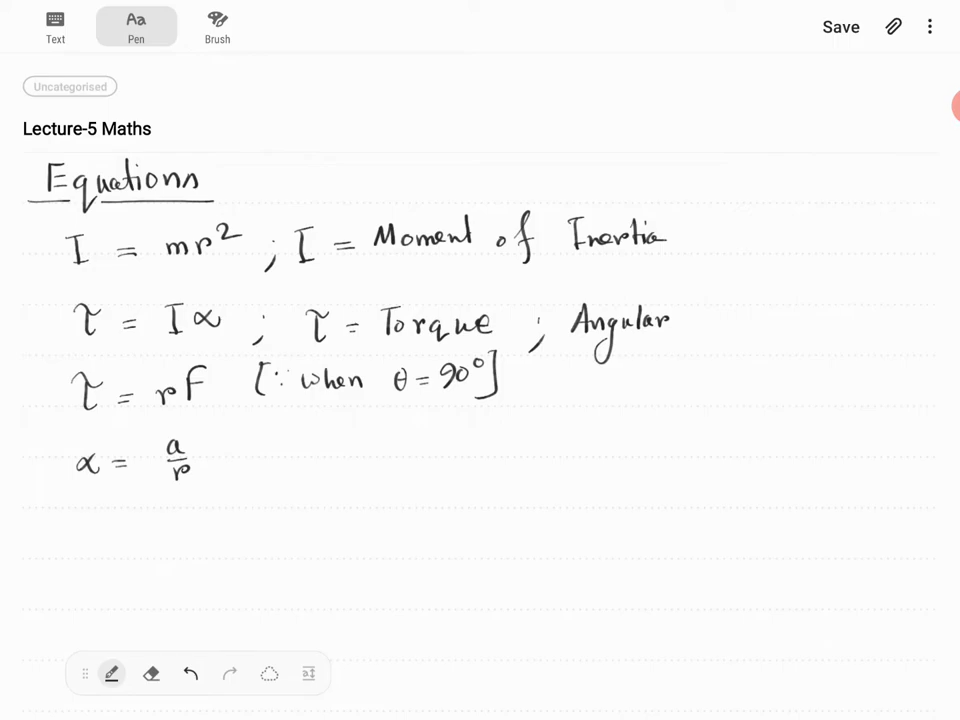 Text
Aa
Pen
Brush
Save
Uncategorised
Lecture-5 Maths
Equations
I = mr² ; I = Moment of Inertia
τ = Iα ; τ = Torque ; Angular
τ = rF [∵ when θ = 90°]
α = a/r